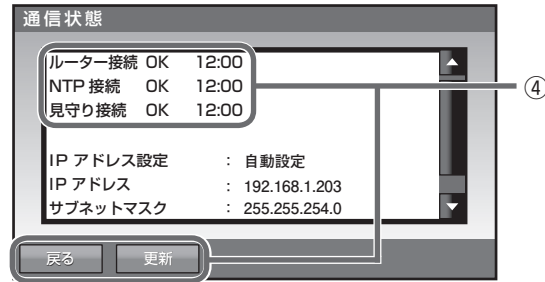 通信状態
ルーター接続 OK 12:00
NTP 接続 OK 12:00
見守り接続 OK 12:00
④
IP アドレス設定 : 自動設定
IP アドレス : 192.168.1.203
サブネットマスク : 255.255.254.0
戻る 更新